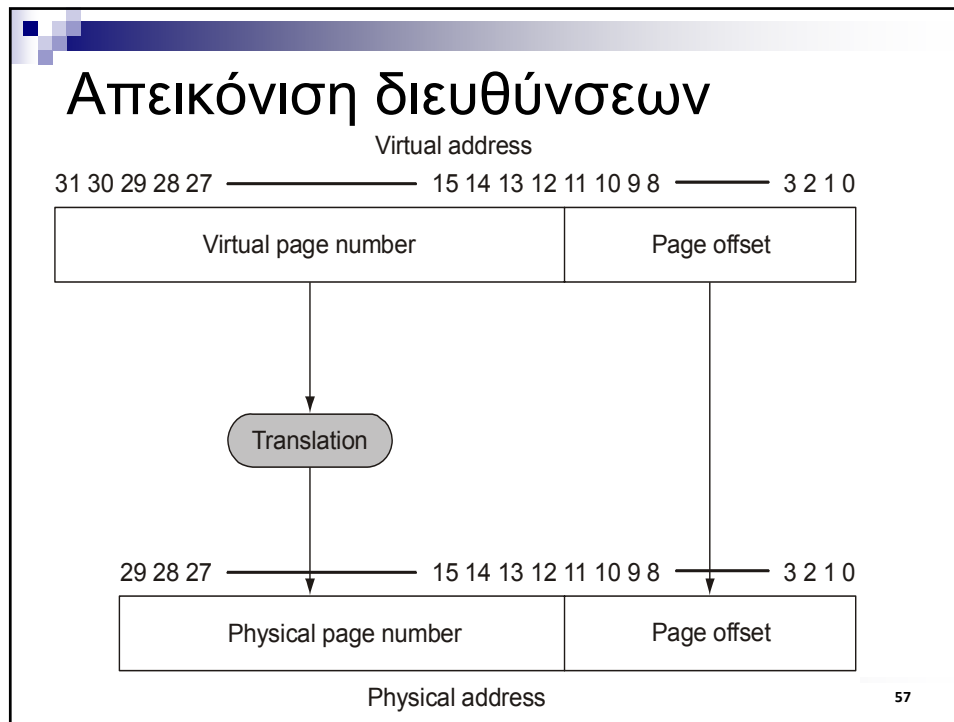 Απεικόνιση διευθύνσεων
Virtual address
31 30 29 28 27 15 14 13 12 11 10 9 8 3 2 1 0
Virtual page number Page offset
Translation
29 28 27 15 14 13 12 11 10 9 8 3 2 1 0
Physical page number Page offset
Physical address
57